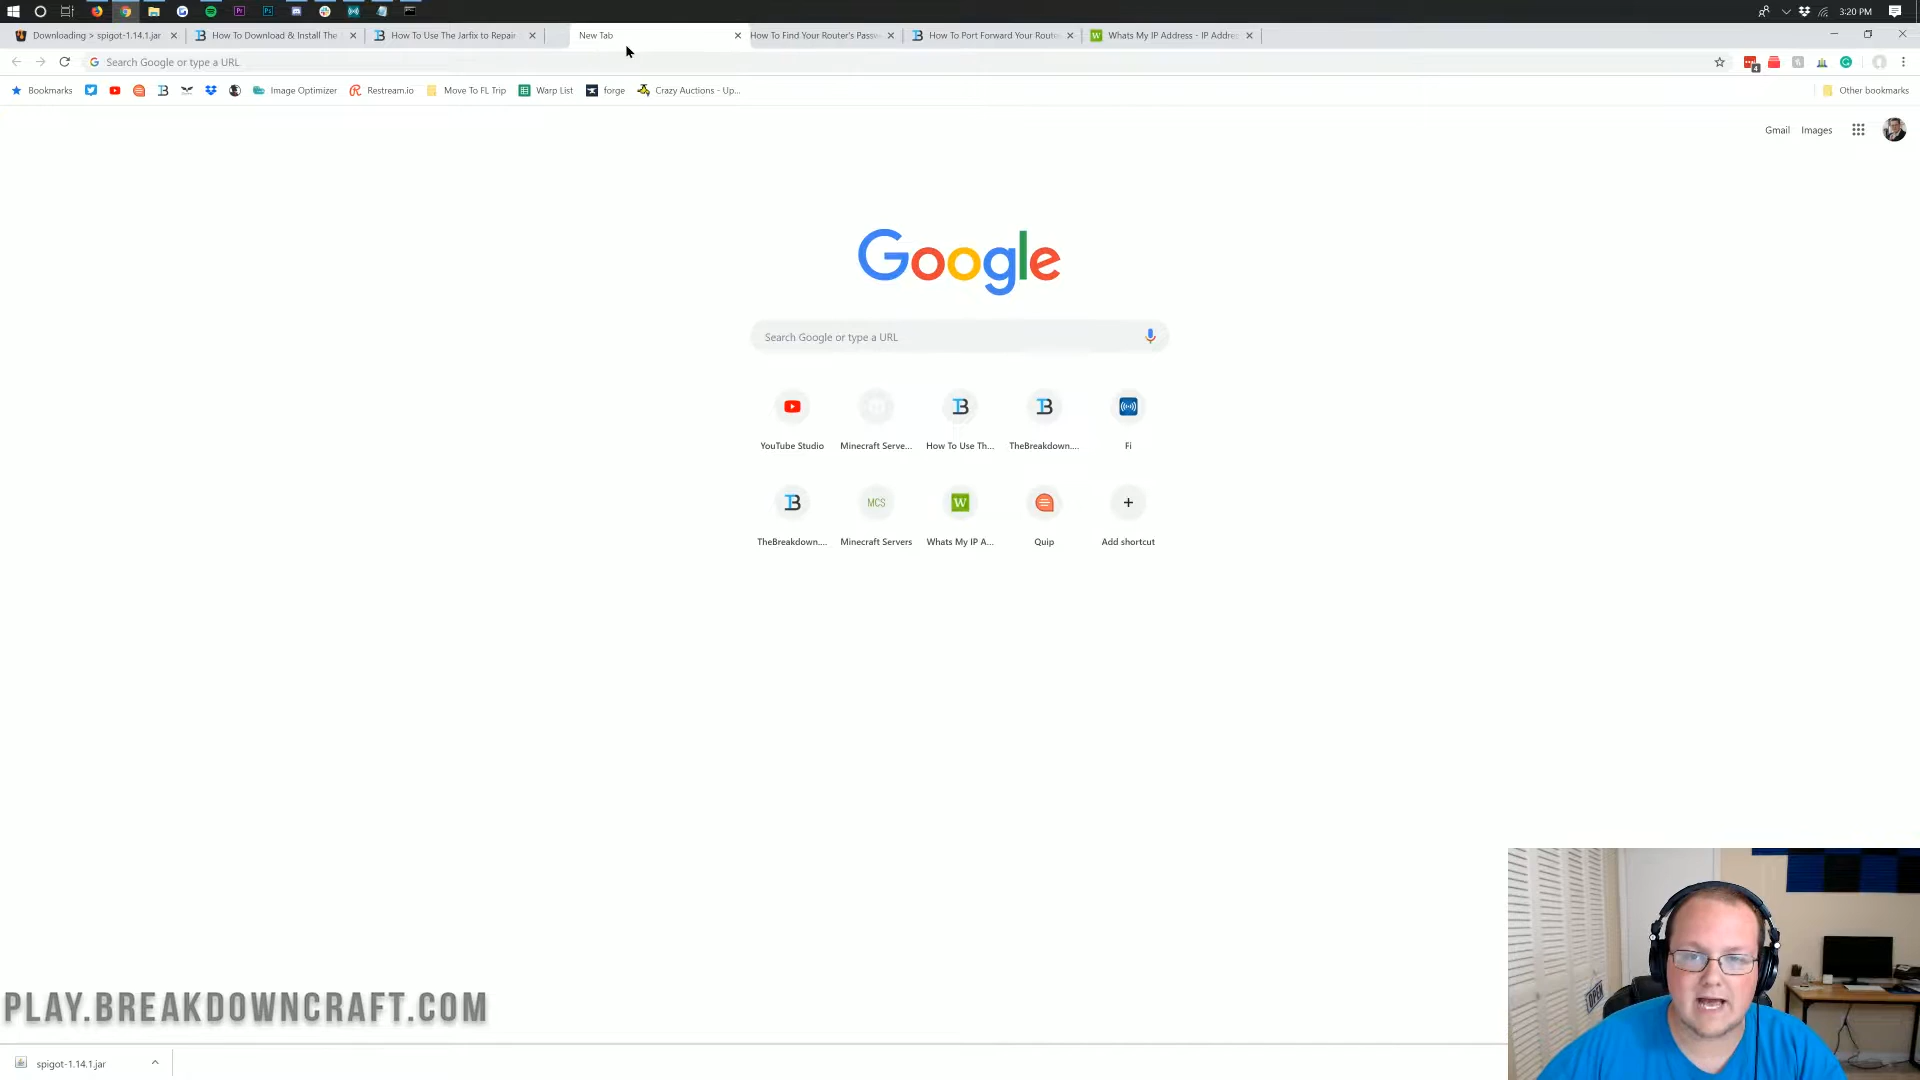 3:20 PM
Downloading > spigot-1.14.1.jar
How To Download & Install The
How To Use The Jarfix to Repair
New Tab
How To Find Your Router's Passw
How To Port Forward Your Route
Whats My IP Address - IP Addre
Search Google or type a URL
4
Bookmarks
Image Optimizer
Restream.io
Move To FL Trip
Warp List
forge
Crazy Auctions - Up...
Other bookmarks
Gmail
Images
Google
Search Google or type a URL
YouTube Studio
Minecraft Serve...
How To Use Th...
TheBreakdown....
Fi
MCS
W
TheBreakdown....
Minecraft Servers
Whats My IP A...
Quip
Add shortcut
OPEN
PLAY.BREAKDOWNCRAFT.COM
spigot-1.14.1.jar